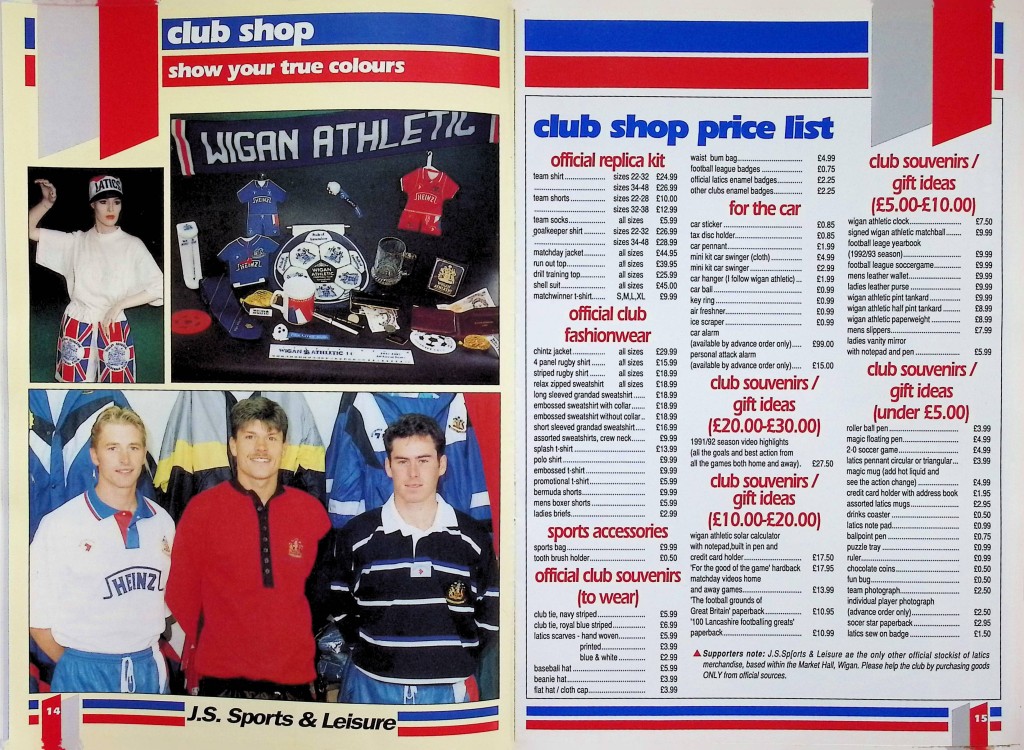 club shop
show your true colours
LATICS
WIGAN ATHLETIC
HEINZ
HEINZ
HEINZ
WIGAN
ATHLETIC
WIGAN ATHLETIC
HEINZ
14
J.S. Sports & Leisure
club shop price list
official replica kit
team shirt .................. sizes 22-32 £24.99
.................. sizes 34-48 £26.99
team shorts .................. sizes 22-28 £10.00
.................. sizes 32-38 £12.99
team socks .................. all sizes £5.99
goalkeeper shirt .................. sizes 22-32 £26.99
.................. sizes 34-48 £28.99
matchday jacket .................. all sizes £44.95
run out top .................. all sizes £39.95
drill training top .................. all sizes £25.99
shell suit .................. all sizes £45.00
matchwinner t-shirt ....... S,M,L,XL £9.99
official club
fashionwear
chintz jacket .................. all sizes £29.99
4 panel rugby shirt ........ all sizes £15.99
striped rugby shirt ........ all sizes £18.99
relax zipped sweatshirt all sizes £18.99
long sleeved grandad sweatshirt ...... £18.99
embossed sweatshirt with collar ...... £18.99
embossed sweatshirt without collar .. £18.99
short sleeved grandad sweatshirt ..... £16.99
assorted sweatshirts, crew neck ....... £9.99
splash t-shirt .................. £13.99
polo shirt .................. £9.99
embossed t-shirt .................. £9.99
promotional t-shirt .................. £5.99
bermuda shorts .................. £9.99
mens boxer shorts .................. £5.99
ladies briefs .................. £2.99
sports accessories
sports bag .................. £9.99
tooth brush holder .................. £0.50
official club souvenirs
(to wear)
club tie, navy striped .................. £5.99
club tie, royal blue striped .................. £6.99
latics scarves - hand woven ............ £5.99
printed .................. £3.99
blue & white ............ £2.99
baseball hat .................. £5.99
beanie hat .................. £3.99
flat hat / cloth cap .................. £3.99
waist bum bag .................. £4.99
football league badges .................. £0.75
official latics enamel badges ............ £2.25
other clubs enamel badges ............ £2.25
for the car
car sticker .................. £0.85
tax disc holder .................. £0.85
car pennant .................. £1.99
mini kit car swinger (cloth) ............ £4.99
mini kit car swinger .................. £2.99
car hanger (I follow wigan athletic) ... £1.99
car ball .................. £0.99
key ring .................. £0.99
air freshner .................. £0.99
ice scraper .................. £0.99
car alarm
(available by advance order only) ..... £99.00
personal attack alarm
(available by advance order only) ..... £15.00
club souvenirs /
gift ideas
(£20.00-£30.00)
1991/92 season video highlights
(all the goals and best action from
all the games both home and away). £27.50
club souvenirs /
gift ideas
(£10.00-£20.00)
wigan athletic solar calculator
with notepad,built in pen and
credit card holder .................. £17.50
'For the good of the game' hardback £17.95
matchday videos home
and away games .................. £13.99
'The football grounds of
Great Britain' paperback .................. £10.95
'100 Lancashire footballing greats'
paperback .................. £10.99
club souvenirs /
gift ideas
(£5.00-£10.00)
wigan athletic clock .................. £7.50
signed wigan athletic matchball ....... £9.99
football leage yearbook
(1992/93 season) .................. £9.99
football league soccergame ............ £9.99
mens leather wallet .................. £9.99
ladies leather purse .................. £9.99
wigan athletic pint tankard ............ £9.99
wigan athletic half pint tankard ....... £8.99
wigan athletic paperweight ............ £8.99
mens slippers .................. £7.99
ladies vanity mirror
with notepad and pen .................. £5.99
club souvenirs /
gift ideas
(under £5.00)
roller ball pen .................. £3.99
magic floating pen .................. £4.99
2-0 soccer game .................. £4.99
latics pennant circular or triangular ... £3.99
magic mug (add hot liquid and
see the action change) .................. £4.99
credit card holder with address book £1.95
assorted latics mugs .................. £2.95
drinks coaster .................. £0.50
latics note pad .................. £0.99
ballpoint pen .................. £0.75
puzzle tray .................. £0.99
ruler .................. £0.99
chocolate coins .................. £0.50
fun bug .................. £0.50
team photograph .................. £2.50
individual player photograph
(advance order only) .................. £2.50
socer star paperback .................. £2.95
latics sew on badge .................. £1.50
▲ Supporters note: J.S.Sp[orts & Leisure ae the only other official stockist of latics
merchandise, based within the Market Hall, Wigan. Please help the club by purchasing goods
ONLY from official sources.
15